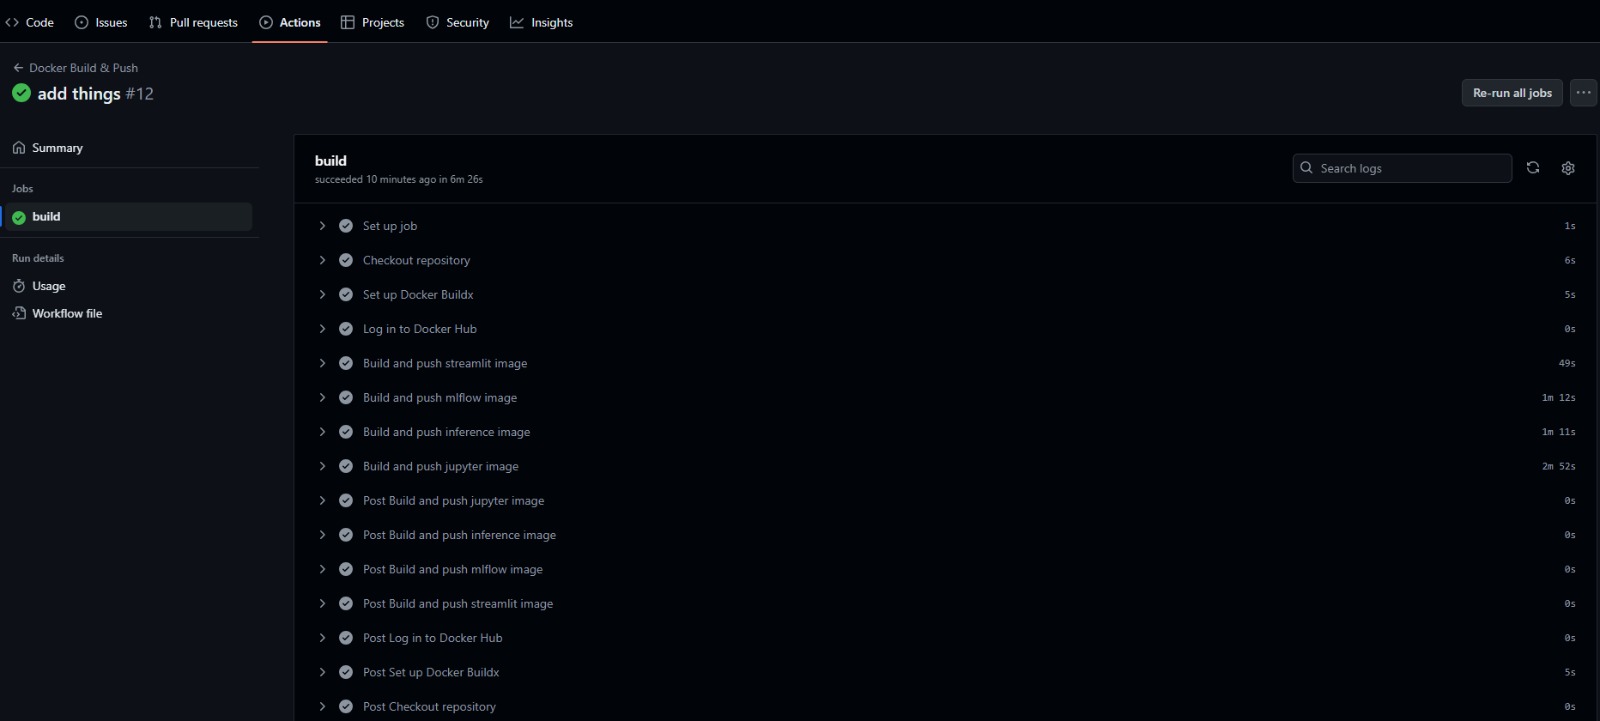 Code Issues Pull requests Actions Projects Security Insights
Docker Build & Push
add things #12
Re-run all jobs
Summary
Jobs
build
Run details
Usage
Workflow file
build
succeeded 10 minutes ago in 6m 26s
Search logs
Set up job 1s
Checkout repository 6s
Set up Docker Buildx 5s
Log in to Docker Hub 0s
Build and push streamlit image 49s
Build and push mlflow image 1m 12s
Build and push inference image 1m 11s
Build and push jupyter image 2m 52s
Post Build and push jupyter image 0s
Post Build and push inference image 0s
Post Build and push mlflow image 0s
Post Build and push streamlit image 0s
Post Log in to Docker Hub 0s
Post Set up Docker Buildx 5s
Post Checkout repository 0s